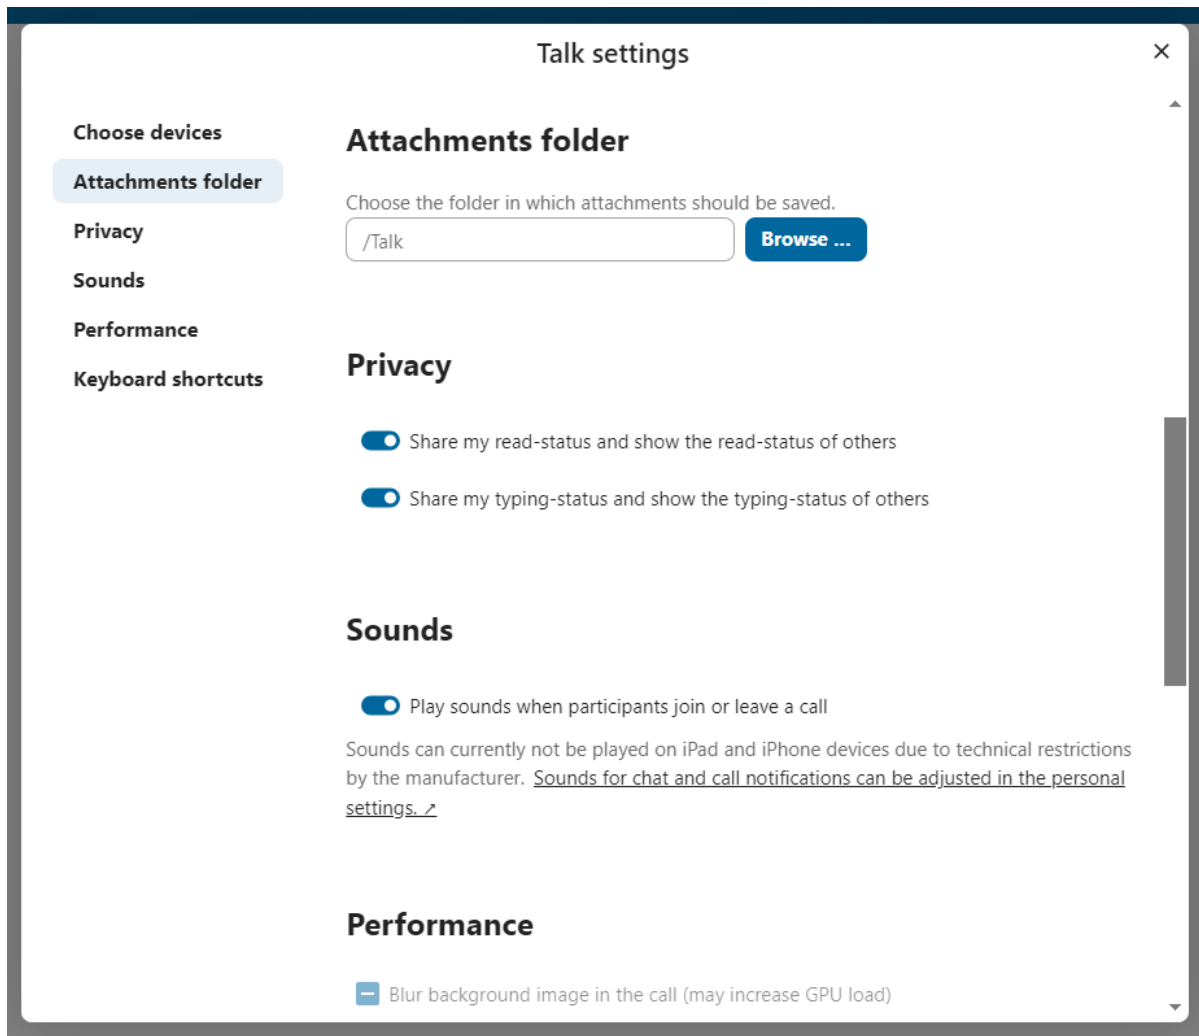 Talk settings
Choose devices
Attachments folder
Privacy
Sounds
Performance
Keyboard shortcuts
Attachments folder
Choose the folder in which attachments should be saved.
/Talk
Browse ...
Privacy
Share my read-status and show the read-status of others
Share my typing-status and show the typing-status of others
Sounds
Play sounds when participants join or leave a call
Sounds can currently not be played on iPad and iPhone devices due to technical restrictions
by the manufacturer. Sounds for chat and call notifications can be adjusted in the personal
settings. ↗
Performance
Blur background image in the call (may increase GPU load)